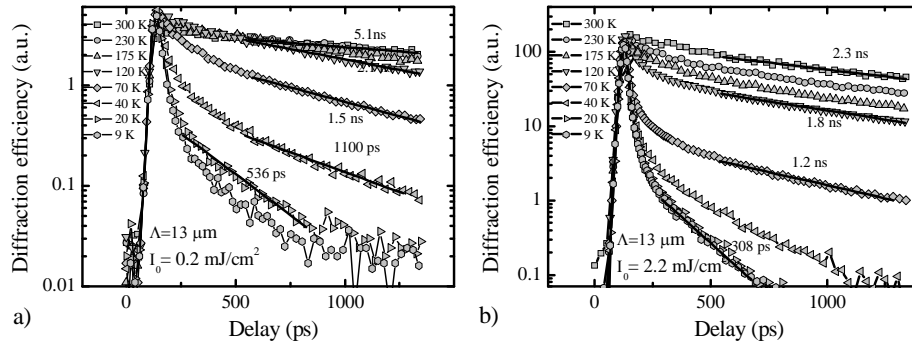 300 K
230 K
175 K
120 K
70 K
40 K
20 K
9 K
5.1ns
1.5 ns
1100 ps
536 ps
Λ=13 μm
I0 = 0.2 mJ/cm2
1
0.1
0.01
0 500 1000
Diffraction efficiency (a.u.)
Delay (ps)
a)
300 K
230 K
175 K
120 K
70 K
40 K
20 K
9 K
2.3 ns
1.8 ns
1.2 ns
308 ps
Λ=13 μm
I0 = 2.2 mJ/cm2
100
10
1
0.1
0 500 1000
Diffraction efficiency (a.u.)
Delay (ps)
b)